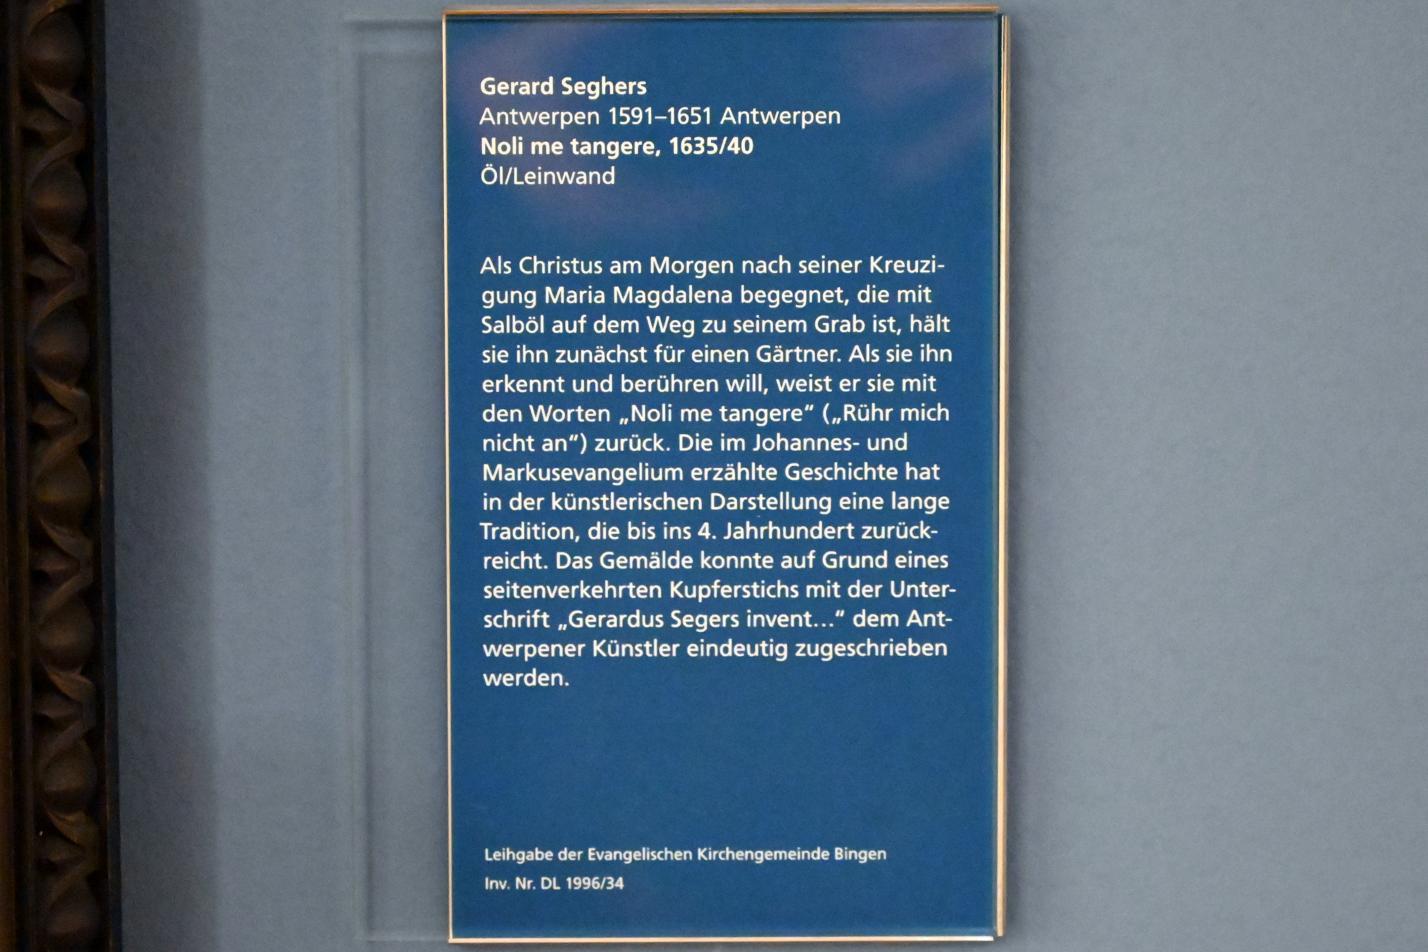 Gerard Seghers
Antwerpen 1591–1651 Antwerpen
Noli me tangere, 1635/40
Öl/Leinwand
Als Christus am Morgen nach seiner Kreuzi-
gung Maria Magdalena begegnet, die mit
Salböl auf dem Weg zu seinem Grab ist, hält
sie ihn zunächst für einen Gärtner. Als sie ihn
erkennt und berühren will, weist er sie mit
den Worten „Noli me tangere“ („Rühr mich
nicht an“) zurück. Die im Johannes- und
Markusevangelium erzählte Geschichte hat
in der künstlerischen Darstellung eine lange
Tradition, die bis ins 4. Jahrhundert zurück-
reicht. Das Gemälde konnte auf Grund eines
seitenverkehrten Kupferstichs mit der Unter-
schrift „Gerardus Segers invent...“ dem Ant-
werpener Künstler eindeutig zugeschrieben
werden.
Leihgabe der Evangelischen Kirchengemeinde Bingen
Inv. Nr. DL 1996/34